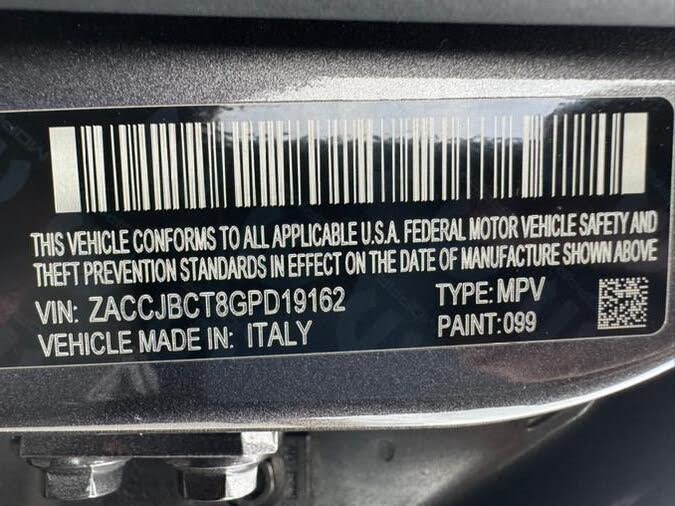 THIS VEHICLE CONFORMS TO ALL APPLICABLE U.S.A. FEDERAL MOTOR VEHICLE SAFETY AND
THEFT PREVENTION STANDARDS IN EFFECT ON THE DATE OF MANUFACTURE SHOWN ABOVE
VIN: ZACCJBCT8GPD19162 TYPE: MPV
VEHICLE MADE IN: ITALY PAINT: 099